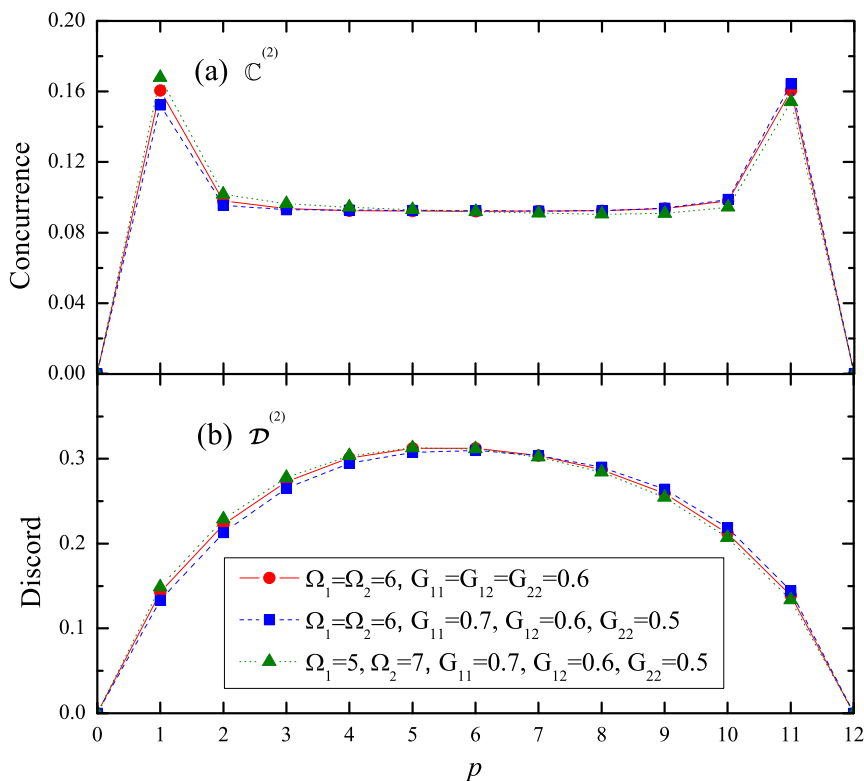 0.20
0.16
0.12
0.08
0.04
0.00
Concurrence
(a) ℂ⁽²⁾
0.3
0.2
0.1
0.0
Discord
(b) 𝒟⁽²⁾
Ω₁=Ω₂=6, G₁₁=G₁₂=G₂₂=0.6
Ω₁=Ω₂=6, G₁₁=0.7, G₁₂=0.6, G₂₂=0.5
Ω₁=5, Ω₂=7, G₁₁=0.7, G₁₂=0.6, G₂₂=0.5
0 1 2 3 4 5 6 7 8 9 10 11 12
p